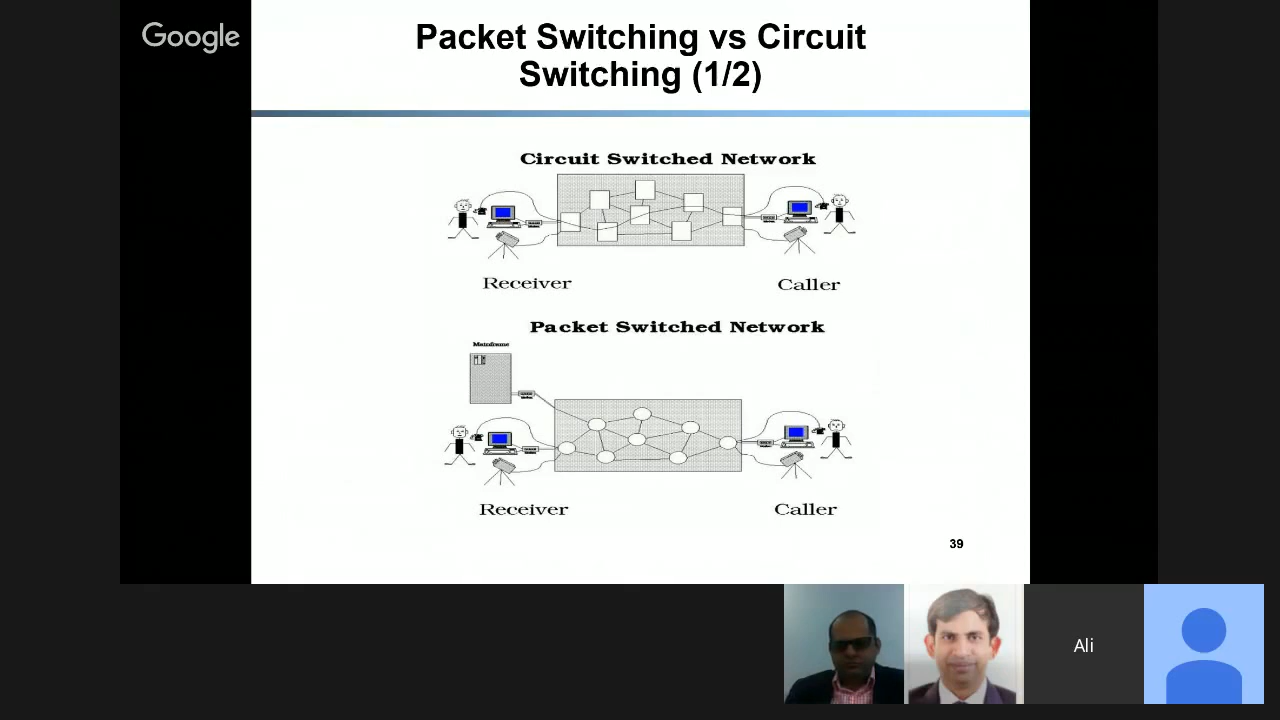 Google
Packet Switching vs Circuit
Switching (1/2)
Circuit Switched Network
Receiver
Caller
Packet Switched Network
Mainframe
Receiver
Caller
39
Ali